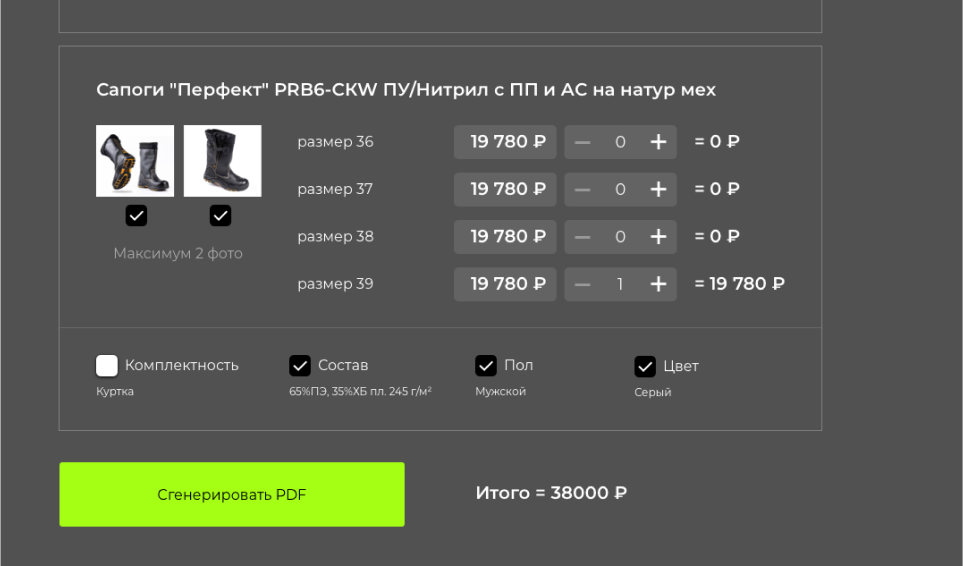 Сапоги "Перфект" PRB6-СКW ПУ/Нитрил с ПП и АС на натур мех
размер 36 19 780 ₽ − 0 + = 0 ₽
размер 37 19 780 ₽ − 0 + = 0 ₽
размер 38 19 780 ₽ − 0 + = 0 ₽
размер 39 19 780 ₽ − 1 + = 19 780 ₽
Максимум 2 фото
Комплектность Состав Пол Цвет
Куртка 65%ПЭ, 35%ХБ пл. 245 г/м² Мужской Серый
Сгенерировать PDF Итого = 38000 ₽